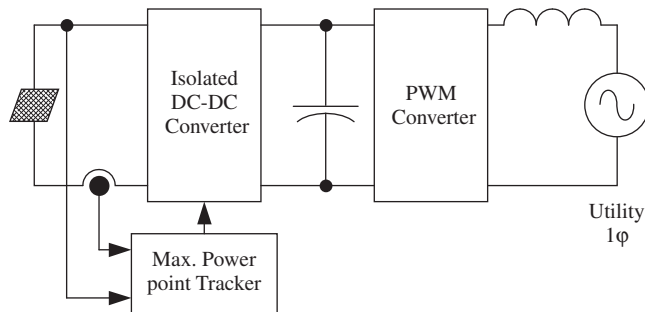 Isolated
DC-DC
Converter
PWM
Converter
Utility
1φ
Max. Power
point Tracker